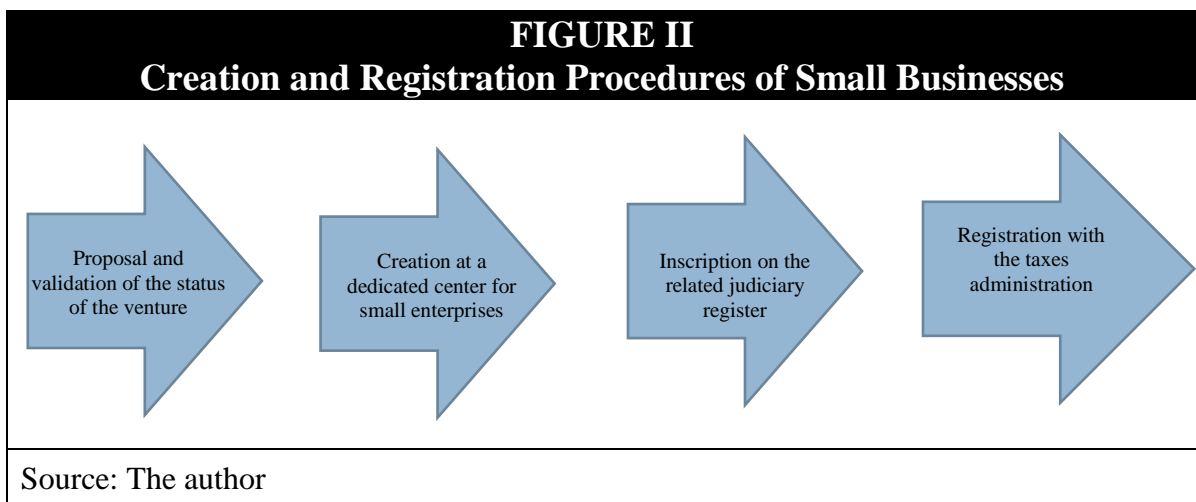 FIGURE II
Creation and Registration Procedures of Small Businesses
Proposal and
validation of the status
of the venture
Creation at a
dedicated center for
small enterprises
Inscription on the
related judiciary
register
Registration with
the taxes
administration
Source: The author